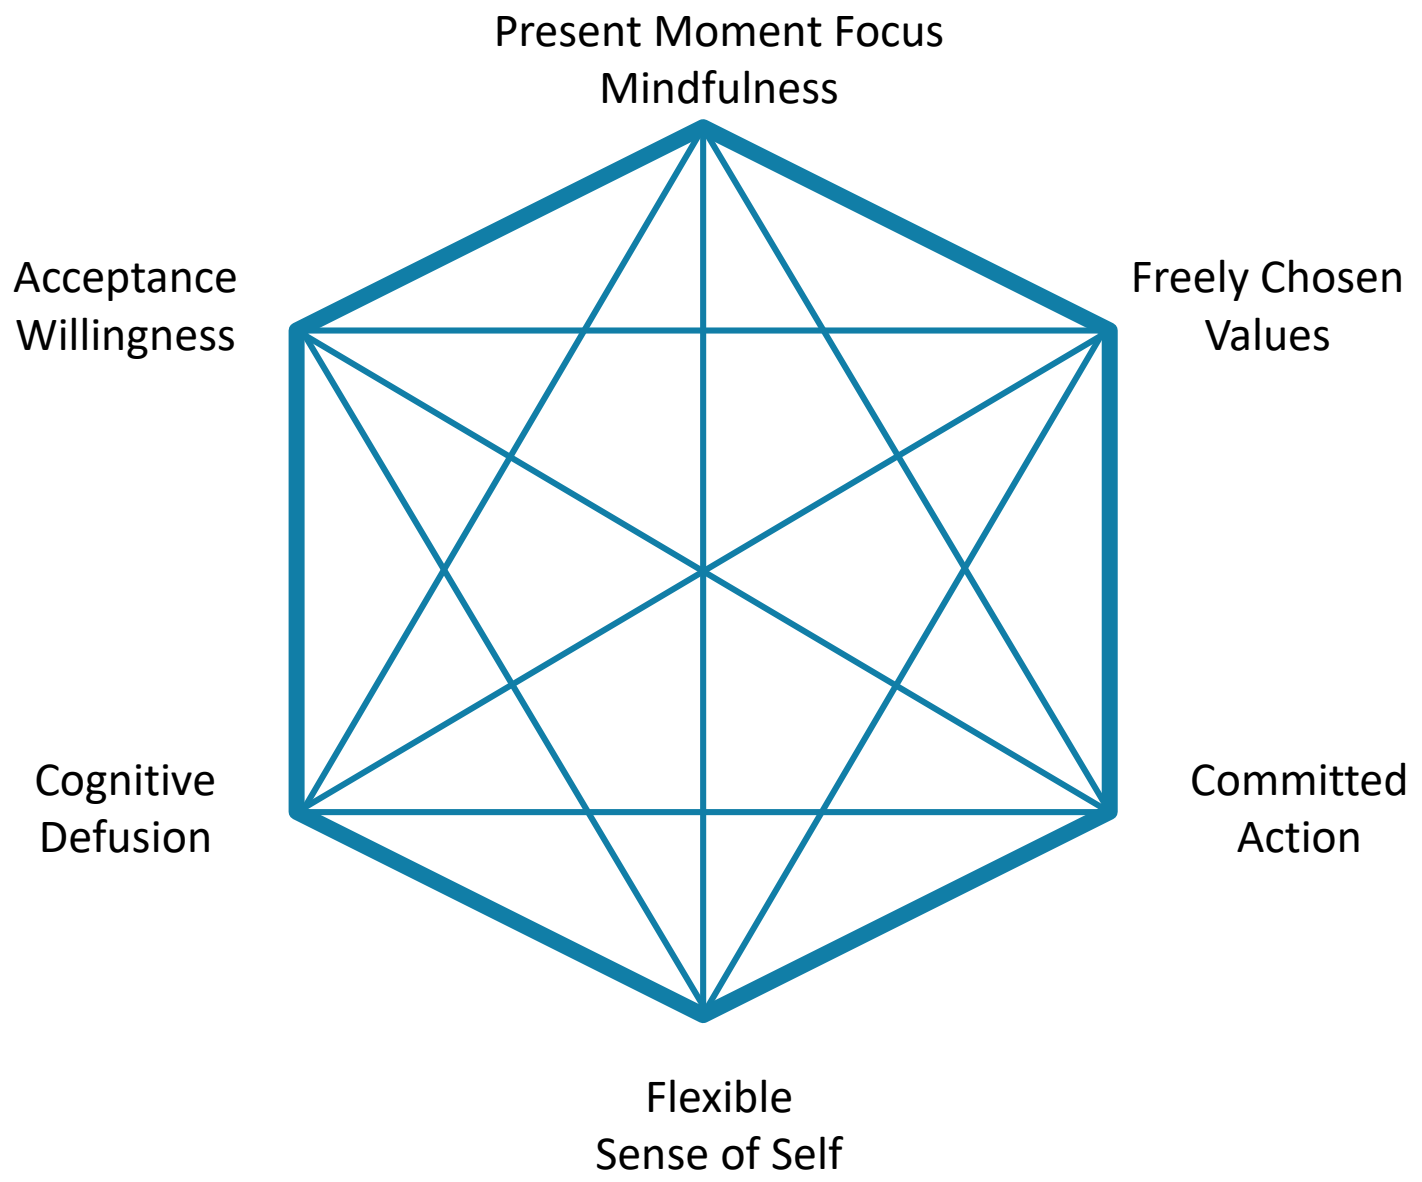 Present Moment Focus
Mindfulness
Acceptance
Willingness
Freely Chosen
Values
Cognitive
Defusion
Committed
Action
Flexible
Sense of Self